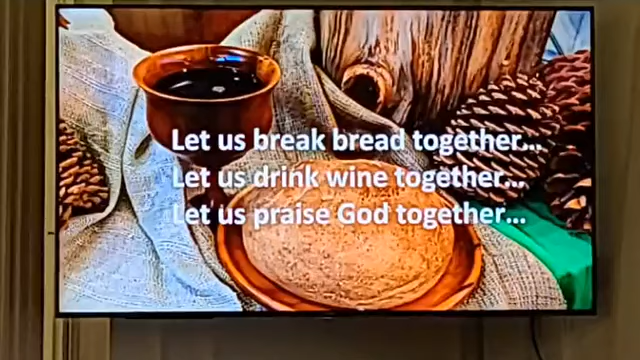 Let us break bread together...
Let us drink wine together...
Let us praise God together...